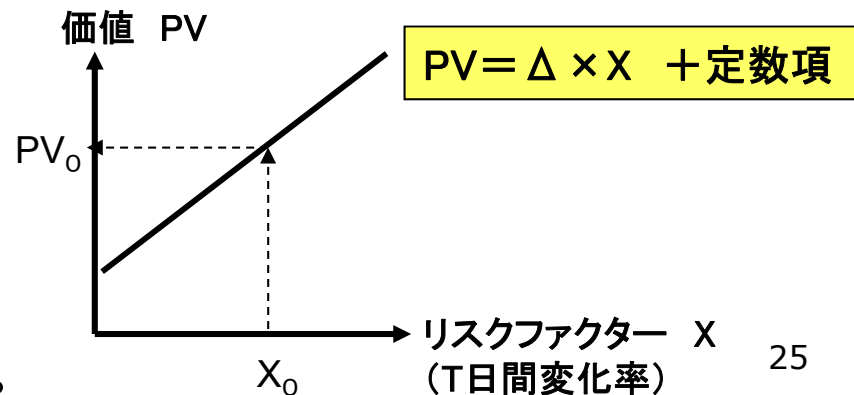 価値　PV
PV＝Δ×X　＋定数項
PV₀
リスクファクター　X
（T日間変化率）
25
X₀
。